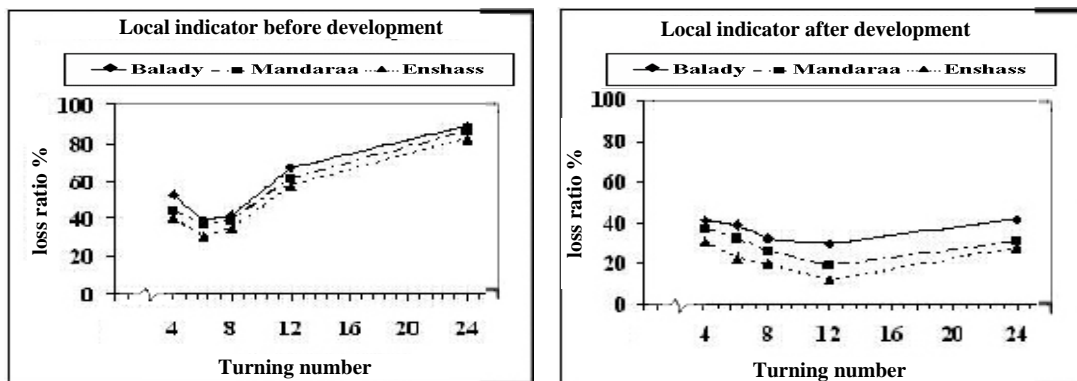 Local indicator before development
Balady Mandaraa Enshass
100
80
60
40
20
0
loss ratio %
4 8 12 16 20 24
Turning number
Local indicator after development
Balady Mandaraa Enshass
100
80
60
40
20
0
loss ratio %
4 8 12 16 20 24
Turning number